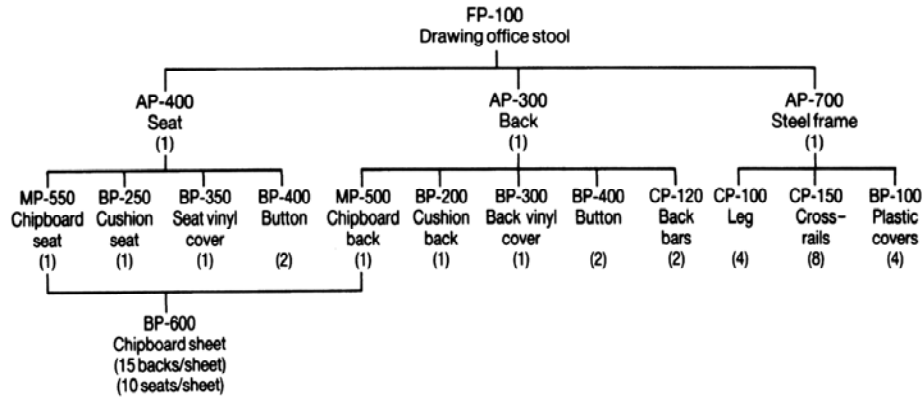 FP-100
Drawing office stool
AP-400
Seat
(1)
AP-300
Back
(1)
AP-700
Steel frame
(1)
MP-550
Chipboard
seat
(1)
BP-250
Cushion
seat
(1)
BP-350
Seat vinyl
cover
(1)
BP-400
Button
(2)
MP-500
Chipboard
back
(1)
BP-200
Cushion
back
(1)
BP-300
Back vinyl
cover
(1)
BP-400
Button
(2)
CP-120
Back
bars
(2)
CP-100
Leg
(4)
CP-150
Cross-
rails
(8)
BP-100
Plastic
covers
(4)
BP-600
Chipboard sheet
(15 backs/sheet)
(10 seats/sheet)